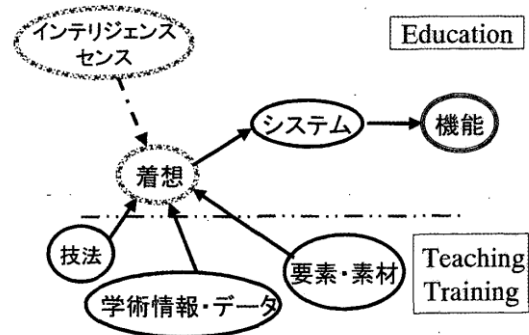 インテリジェンス
センス
Education
システム
機能
着想
技法
学術情報・データ
要素・素材
Teaching
Training